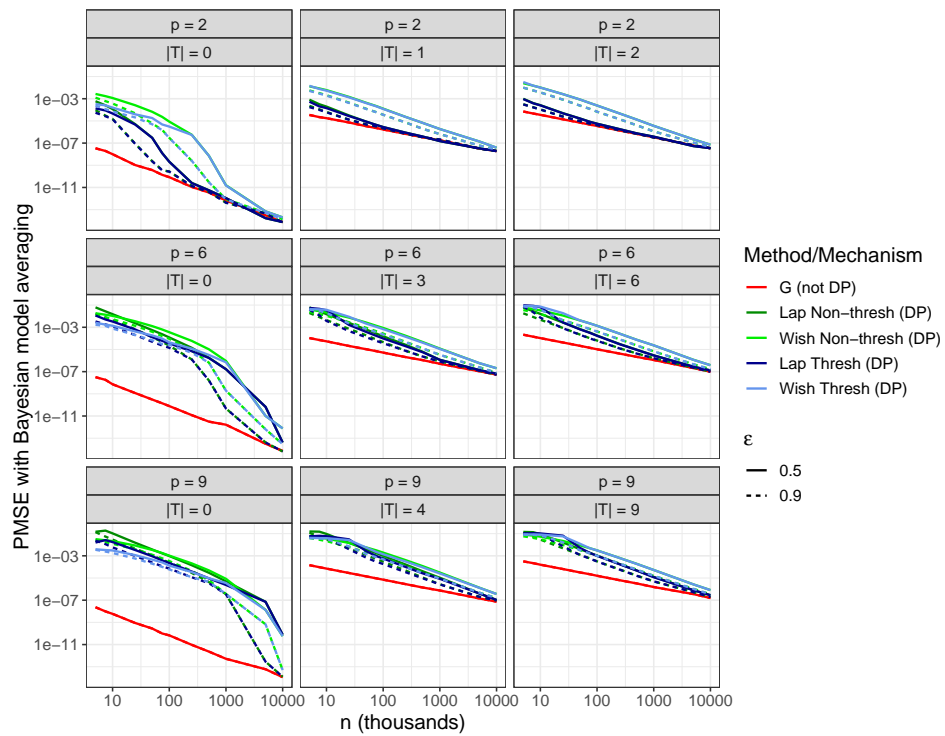 p = 2
p = 2
p = 2
|T| = 0
|T| = 1
|T| = 2
1e−03
1e−07
1e−11
p = 6
p = 6
p = 6
|T| = 0
|T| = 3
|T| = 6
1e−03
1e−07
1e−11
p = 9
p = 9
p = 9
|T| = 0
|T| = 4
|T| = 9
1e−03
1e−07
1e−11
10 100 1000 10000
10 100 1000 10000
10 100 1000 10000
n (thousands)
PMSE with Bayesian model averaging
Method/Mechanism
G (not DP)
Lap Non−thresh (DP)
Wish Non−thresh (DP)
Lap Thresh (DP)
Wish Thresh (DP)
ε
0.5
0.9